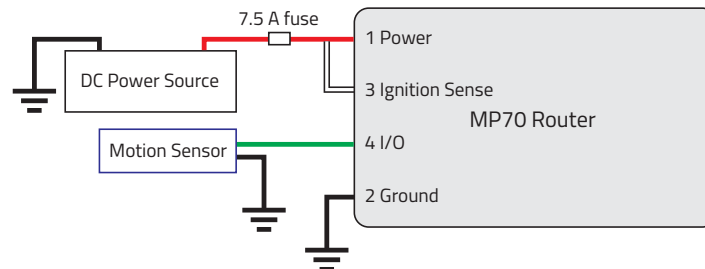 7.5 A fuse
1 Power
DC Power Source
3 Ignition Sense
MP70 Router
4 I/O
Motion Sensor
2 Ground